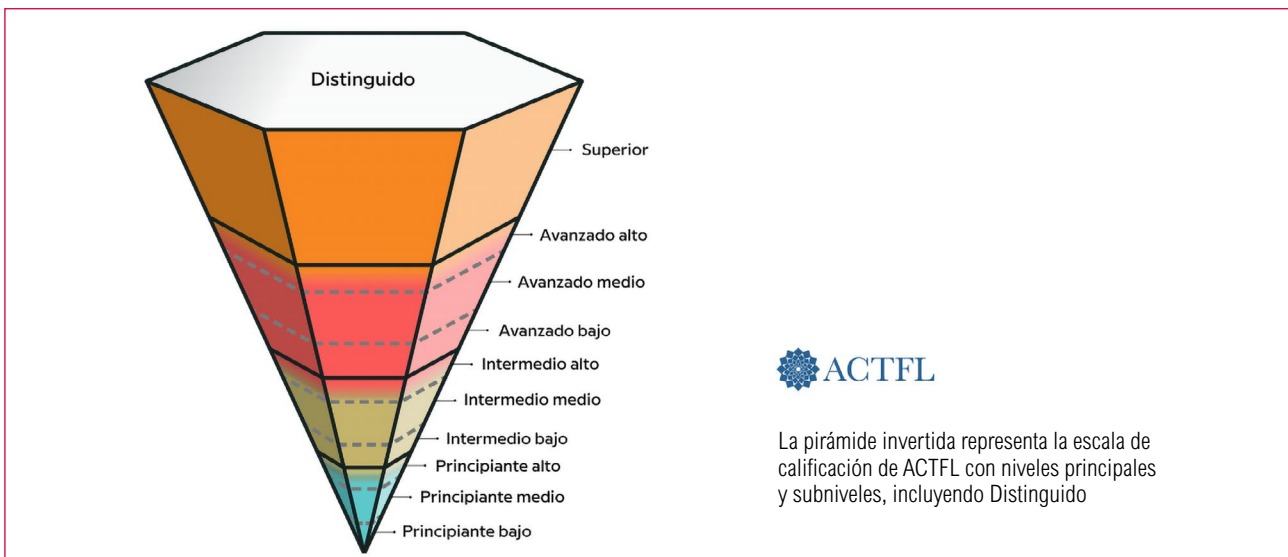 Distinguido
Superior
Avanzado alto
Avanzado medio
Avanzado bajo
Intermedio alto
Intermedio medio
Intermedio bajo
Principiante alto
Principiante medio
Principiante bajo
ACTFL
La pirámide invertida representa la escala de
calificación de ACTFL con niveles principales
y subniveles, incluyendo Distinguido